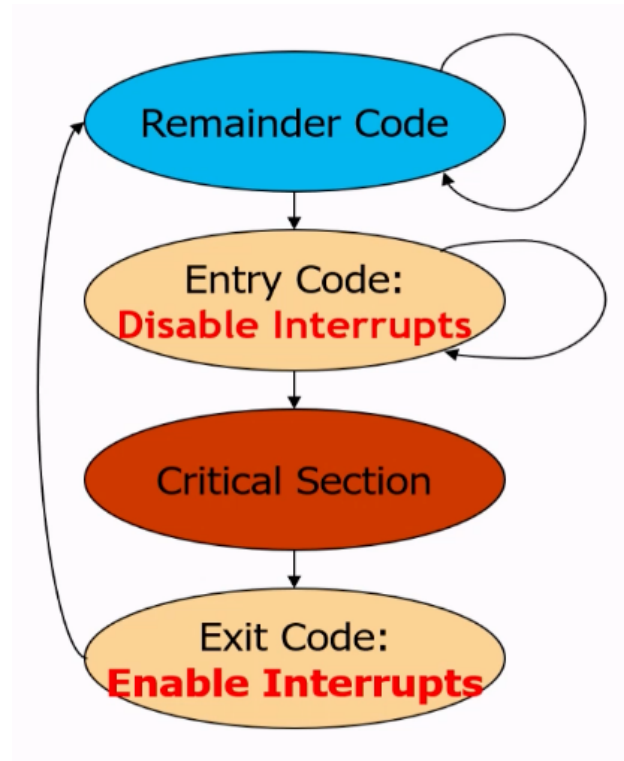 Remainder Code
Entry Code:
Disable Interrupts
Critical Section
Exit Code:
Enable Interrupts